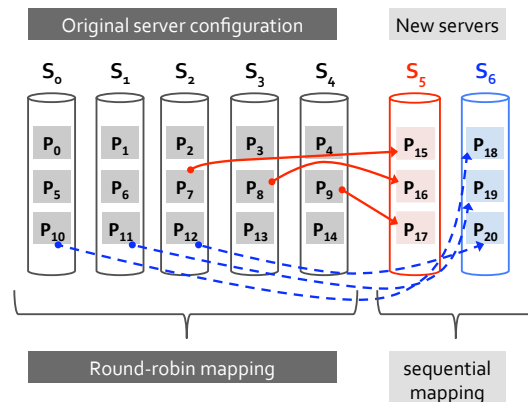 Original server configuration New servers
S0 S1 S2 S3 S4 S5 S6
P0 P1 P2 P3 P4 P15 P18
P5 P6 P7 P8 P9 P16 P19
P10 P11 P12 P13 P14 P17 P20
Round-robin mapping sequential
mapping